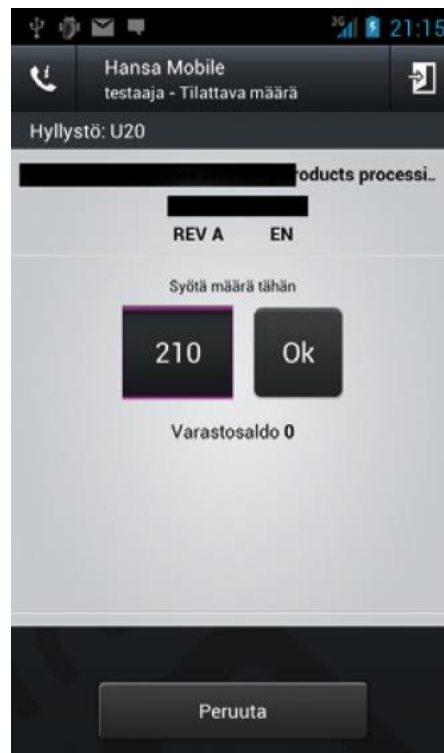 3G 21:15
Hansa Mobile
testaaja - Tilattava määrä
Hyllystö: U20
roducts processi..
REV A EN
Syötä määrä tähän
210 Ok
Varastosaldo 0
Peruuta